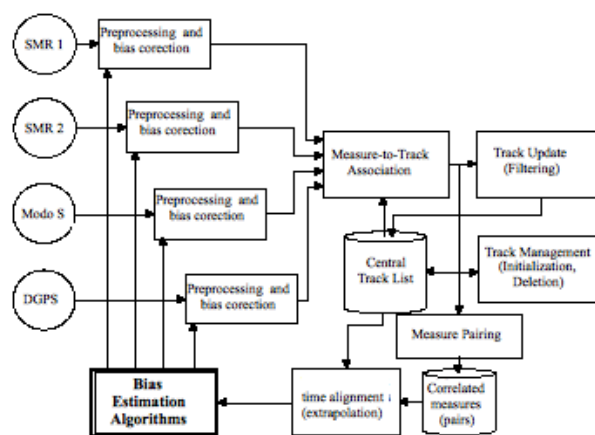 SMR 1
Preprocessing and
bias corection
SMR 2
Preprocessing and
bias corection
Modo S
Preprocessing and
bias corection
DGPS
Preprocessing and
bias corection
Measure-to-Track
Association
Track Update
(Filtering)
Central
Track List
Track Management
(Initialization,
Deletion)
Measure Pairing
Bias
Estimation
Algorithms
time alignment
(extrapolation)
Correlated
measures
(pairs)